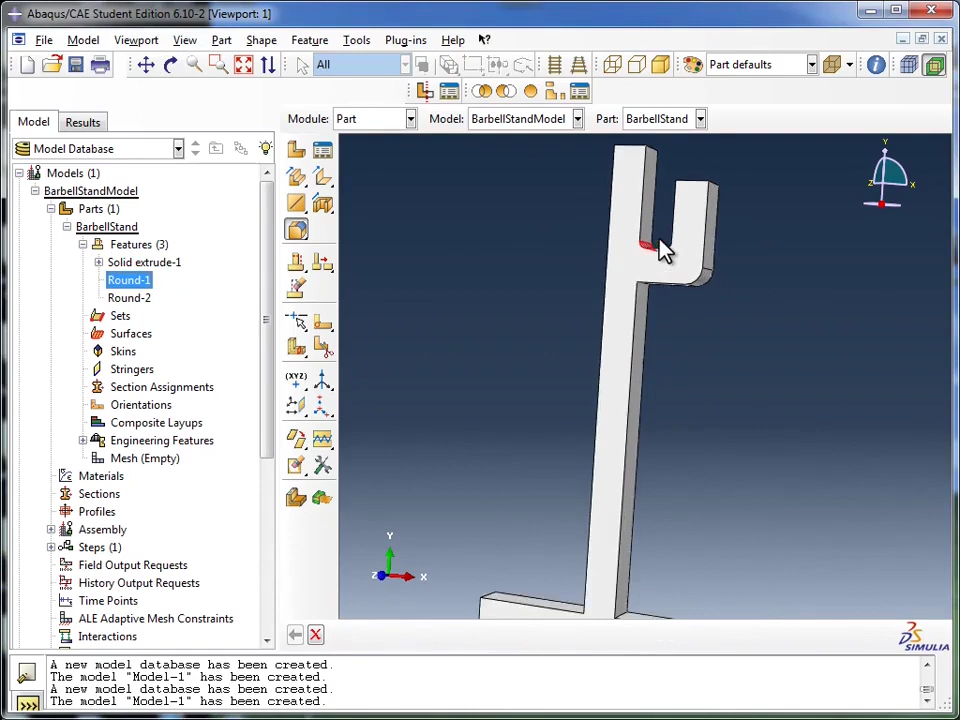 Abaqus/CAE Student Edition 6.10-2 [Viewport: 1]
File Model Viewport View Part Shape Feature Tools Plug-ins Help
All Part defaults
Model Results Module: Part Model: BarbellStandModel Part: BarbellStand
Model Database
Models (1)
BarbellStandModel
Parts (1)
BarbellStand
Features (3)
Solid extrude-1
Round-1
Round-2
Sets
Surfaces
Skins
Stringers
Section Assignments
Orientations
Composite Layups
Engineering Features
Mesh (Empty)
Materials
Sections
Profiles
Assembly
Steps (1)
Field Output Requests
History Output Requests
Time Points
ALE Adaptive Mesh Constraints
Interactions
(XYZ)
Y
Z X
Y
Z X
SIMULIA
A new model database has been created.
The model "Model-1" has been created.
A new model database has been created.
The model "Model-1" has been created.
>>>